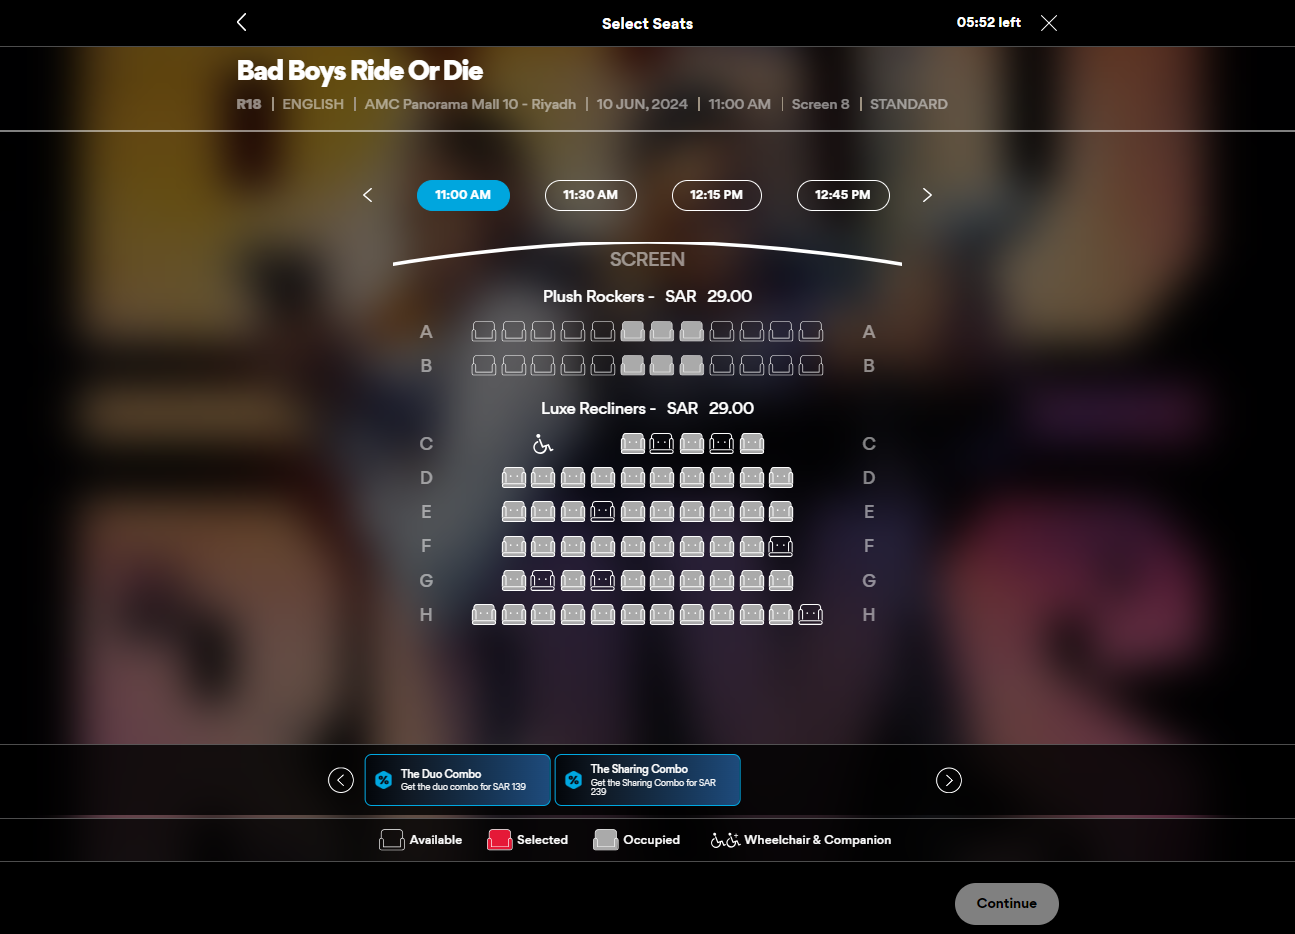 Select Seats
05:52 left
Bad Boys Ride Or Die
R18 | ENGLISH | AMC Panorama Mall 10 - Riyadh | 10 JUN, 2024 | 11:00 AM | Screen 8 | STANDARD
11:00 AM
11:30 AM
12:15 PM
12:45 PM
SCREEN
Plush Rockers - SAR 29.00
A A
B B
Luxe Recliners - SAR 29.00
C C
D D
E E
F F
G G
H H
The Duo Combo
Get the duo combo for SAR 139
The Sharing Combo
Get the Sharing Combo for SAR
239
Available
Selected
Occupied
Wheelchair & Companion
Continue